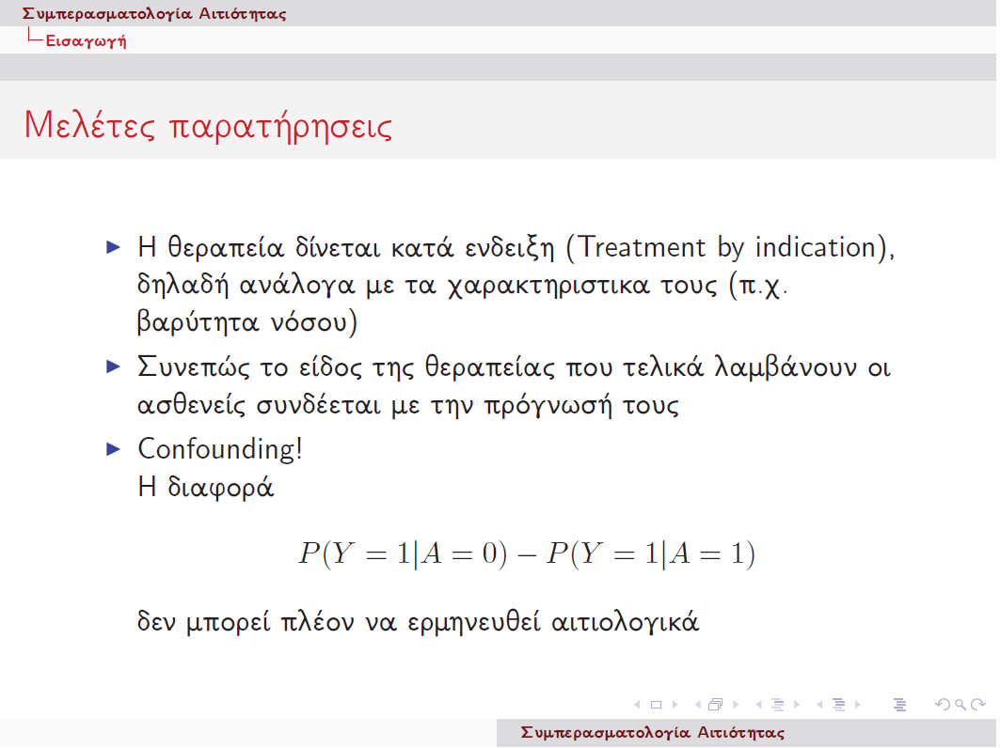 Συμπερασματολογία Αιτιότητας
Εισαγωγή
Μελέτες παρατήρησεις
Η θεραπεία δίνεται κατά ενδειξη (Treatment by indication),
δηλαδή ανάλογα με τα χαρακτηριστικα τους (π.χ.
βαρύτητα νόσου)
Συνεπώς το είδος της θεραπείας που τελικά λαμβάνουν οι
ασθενείς συνδέεται με την πρόγνωσή τους
Confounding!
Η διαφορά
P(Y = 1|A = 0) – P(Y = 1|A = 1)
δεν μπορεί πλέον να ερμηνευθεί αιτιολογικά
Συμπερασματολογία Αιτιότητας